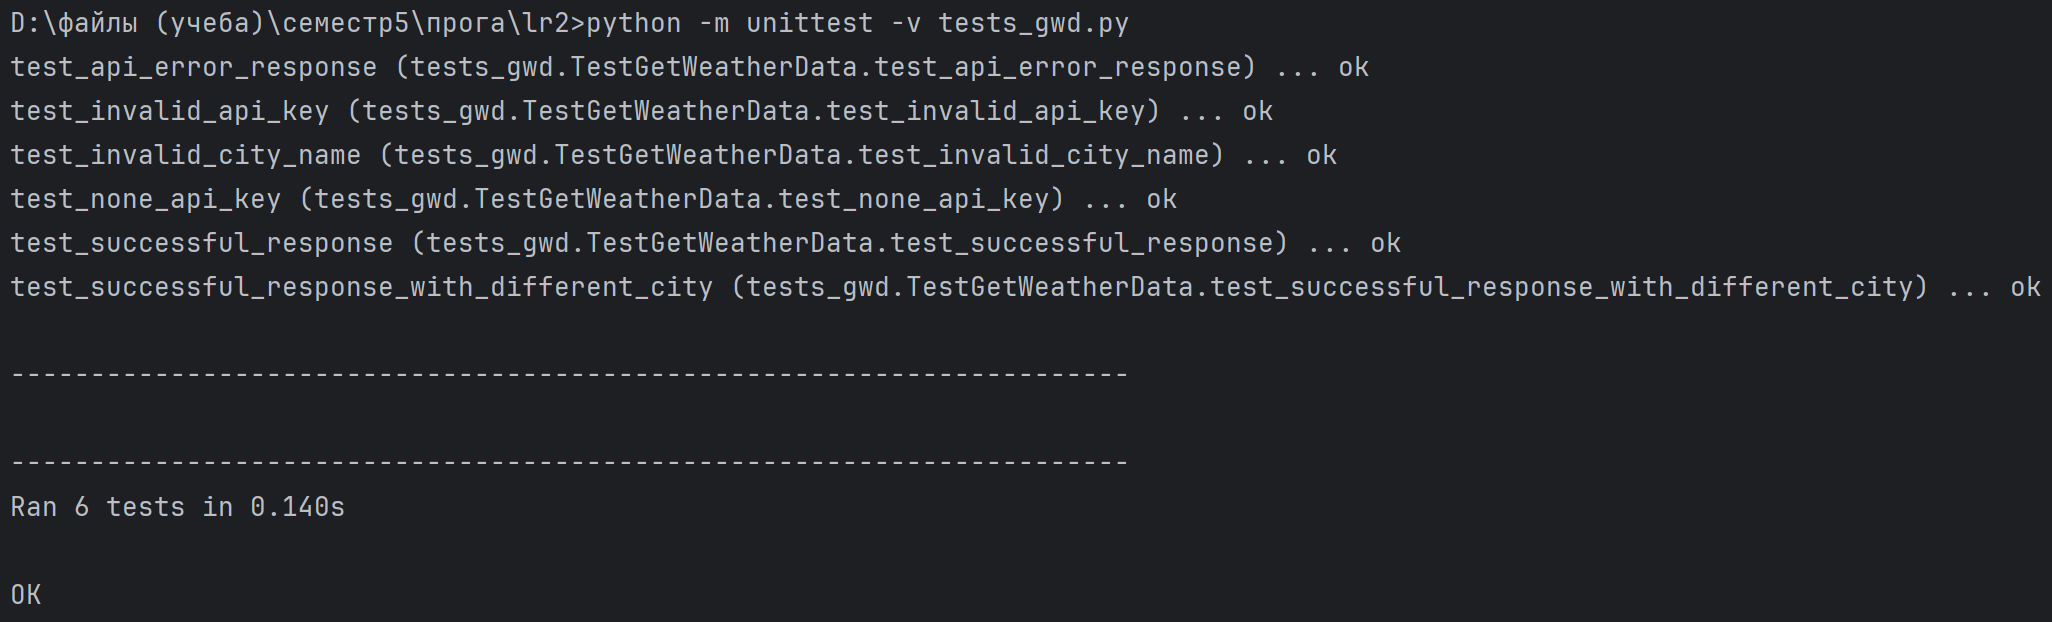 D:\файлы (учеба)\семестр5\прога\lr2>python -m unittest -v tests_gwd.py
test_api_error_response (tests_gwd.TestGetWeatherData.test_api_error_response) ... ok
test_invalid_api_key (tests_gwd.TestGetWeatherData.test_invalid_api_key) ... ok
test_invalid_city_name (tests_gwd.TestGetWeatherData.test_invalid_city_name) ... ok
test_none_api_key (tests_gwd.TestGetWeatherData.test_none_api_key) ... ok
test_successful_response (tests_gwd.TestGetWeatherData.test_successful_response) ... ok
test_successful_response_with_different_city (tests_gwd.TestGetWeatherData.test_successful_response_with_different_city) ... ok
----------------------------------------------------------------------
----------------------------------------------------------------------
Ran 6 tests in 0.140s
OK